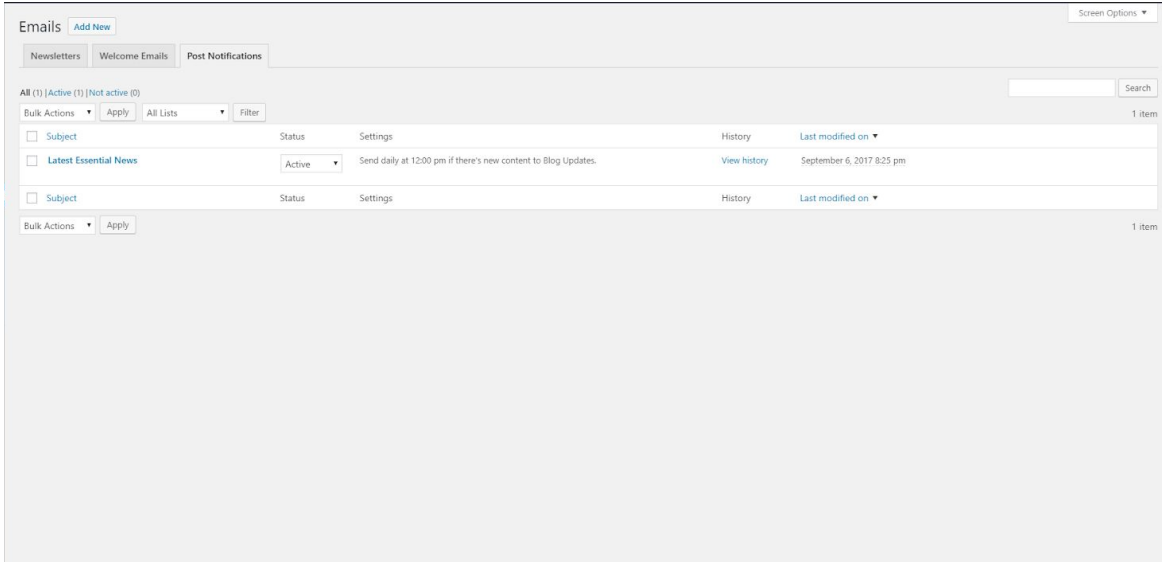 Screen Options ▼
Emails Add New
Newsletters Welcome Emails Post Notifications
All (1) | Active (1) | Not active (0)
Search
Bulk Actions ▼ Apply All Lists ▼ Filter 1 item
Subject Status Settings History Last modified on ▼
Latest Essential News Active ▼ Send daily at 12:00 pm if there's new content to Blog Updates. View history September 6, 2017 8:25 pm
Subject Status Settings History Last modified on ▼
Bulk Actions ▼ Apply 1 item